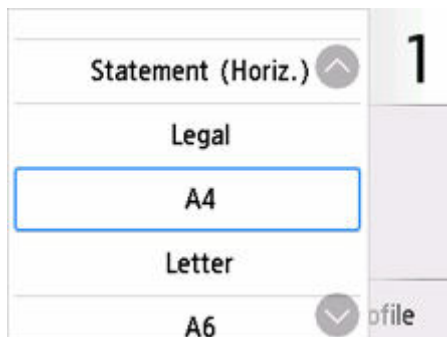 Statement (Horiz.)
1
Legal
A4
Letter
A6
ofile